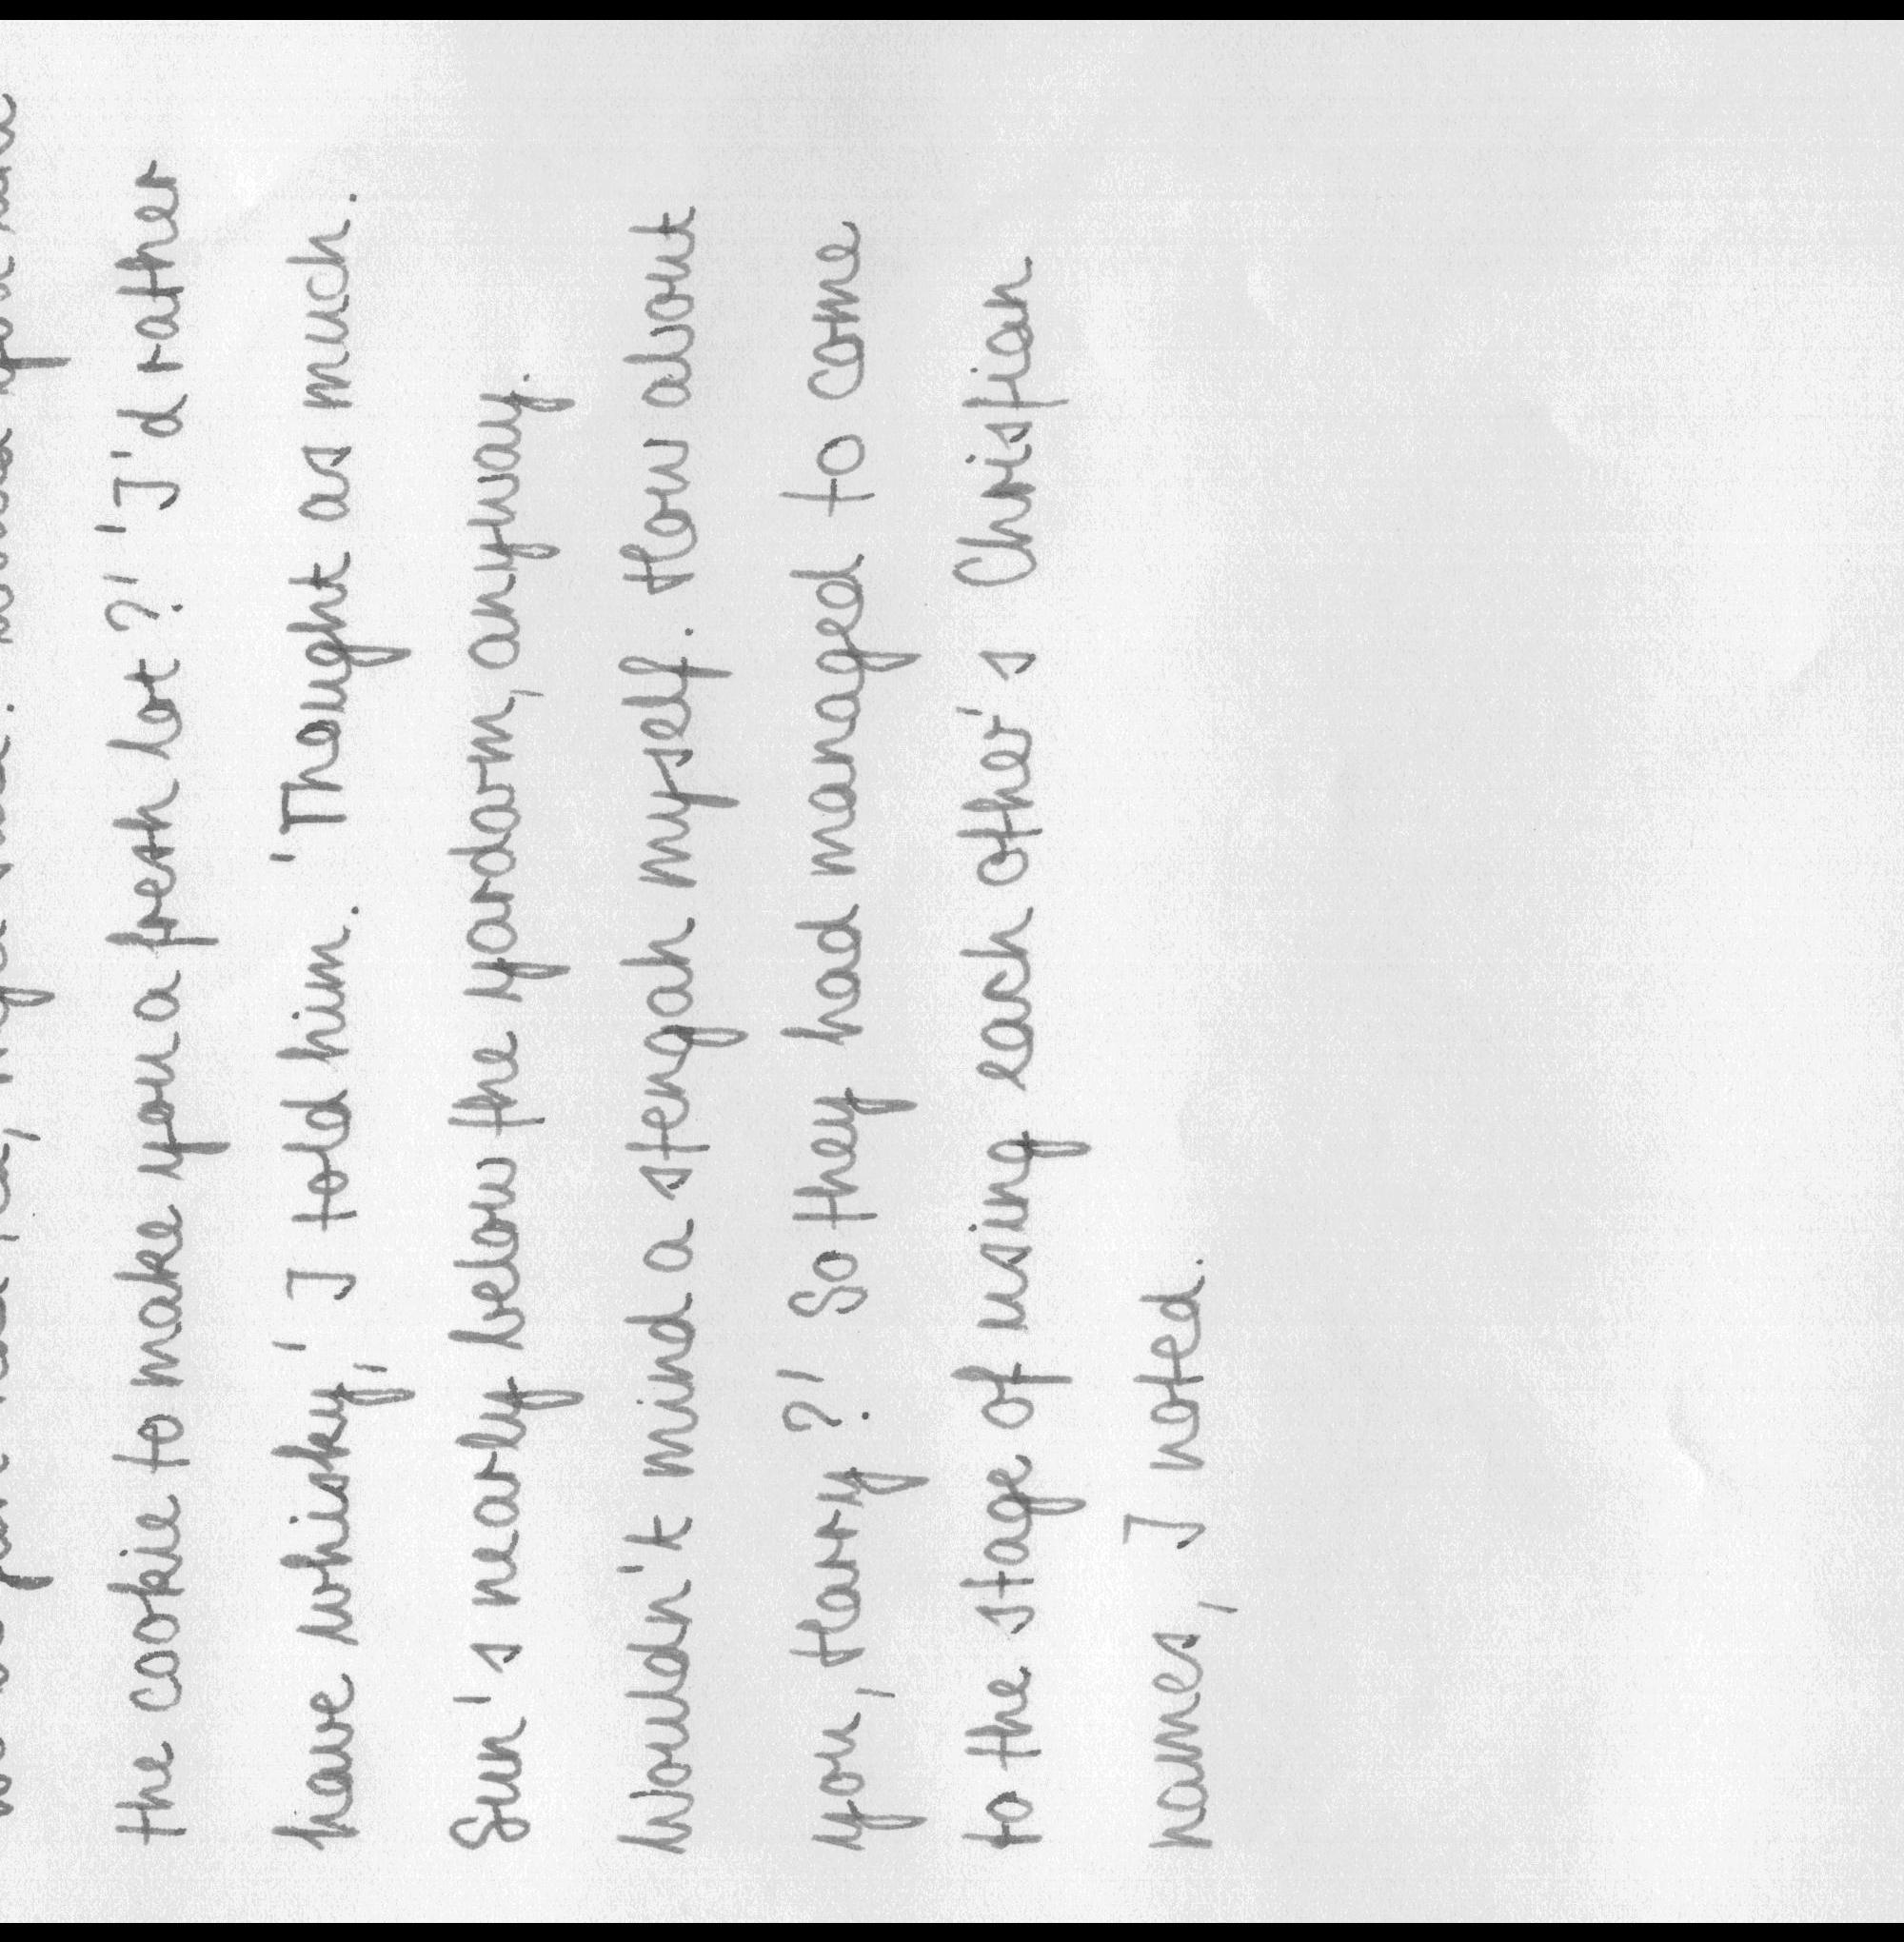 the cookie to make you a fresh lot?' 'I'd rather
have whisky,' I told him. 'Thought as much.
Sun's nearly below the yardarm, anyway.
Wouldn't mind a stengah myself. How about
you, Harry?' So they had managed to come
to the stage of using each other's Christian
names, I noted.